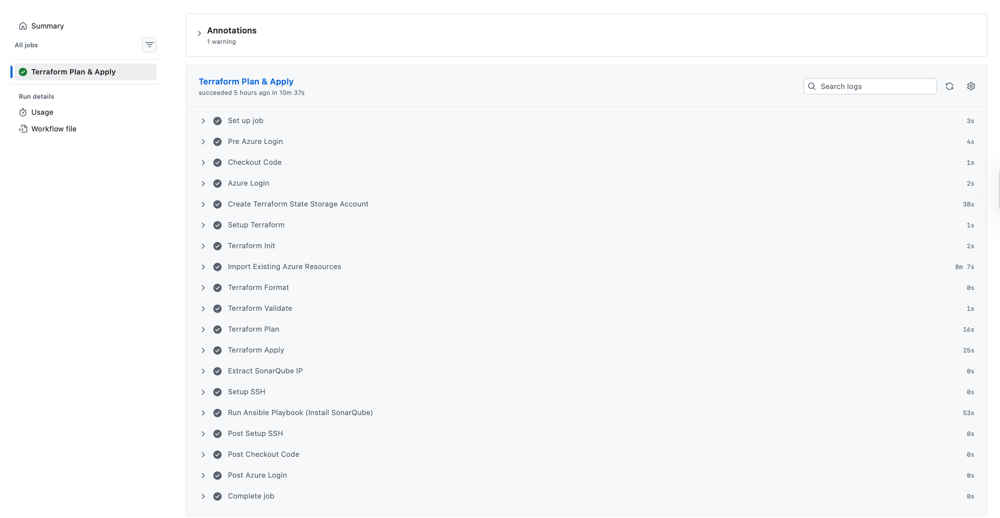 Summary
All jobs
Terraform Plan & Apply
Run details
Usage
Workflow file
Annotations
1 warning
Terraform Plan & Apply
succeeded 5 hours ago in 10m 37s
Search logs
Set up job 3s
Pre Azure Login 4s
Checkout Code 1s
Azure Login 2s
Create Terraform State Storage Account 38s
Setup Terraform 1s
Terraform Init 2s
Import Existing Azure Resources 8m 7s
Terraform Format 0s
Terraform Validate 1s
Terraform Plan 16s
Terraform Apply 25s
Extract SonarQube IP 0s
Setup SSH 0s
Run Ansible Playbook (Install SonarQube) 53s
Post Setup SSH 0s
Post Checkout Code 0s
Post Azure Login 0s
Complete job 0s